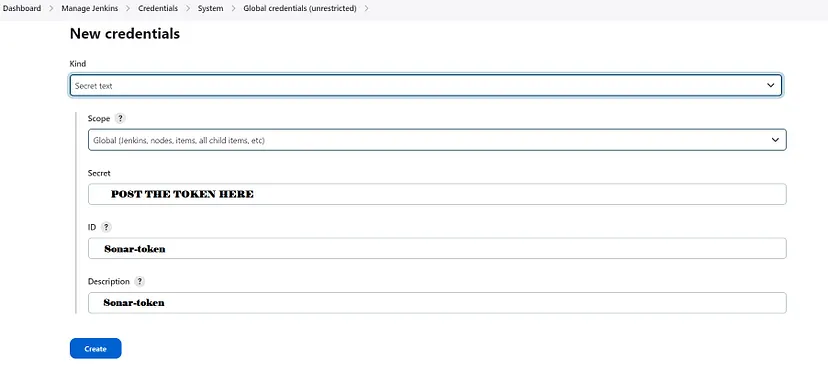 Dashboard > Manage Jenkins > Credentials > System > Global credentials (unrestricted) >
New credentials
Kind
Secret text
Scope ?
Global (Jenkins, nodes, items, all child items, etc)
Secret
POST THE TOKEN HERE
ID ?
Sonar-token
Description ?
Sonar-token
Create